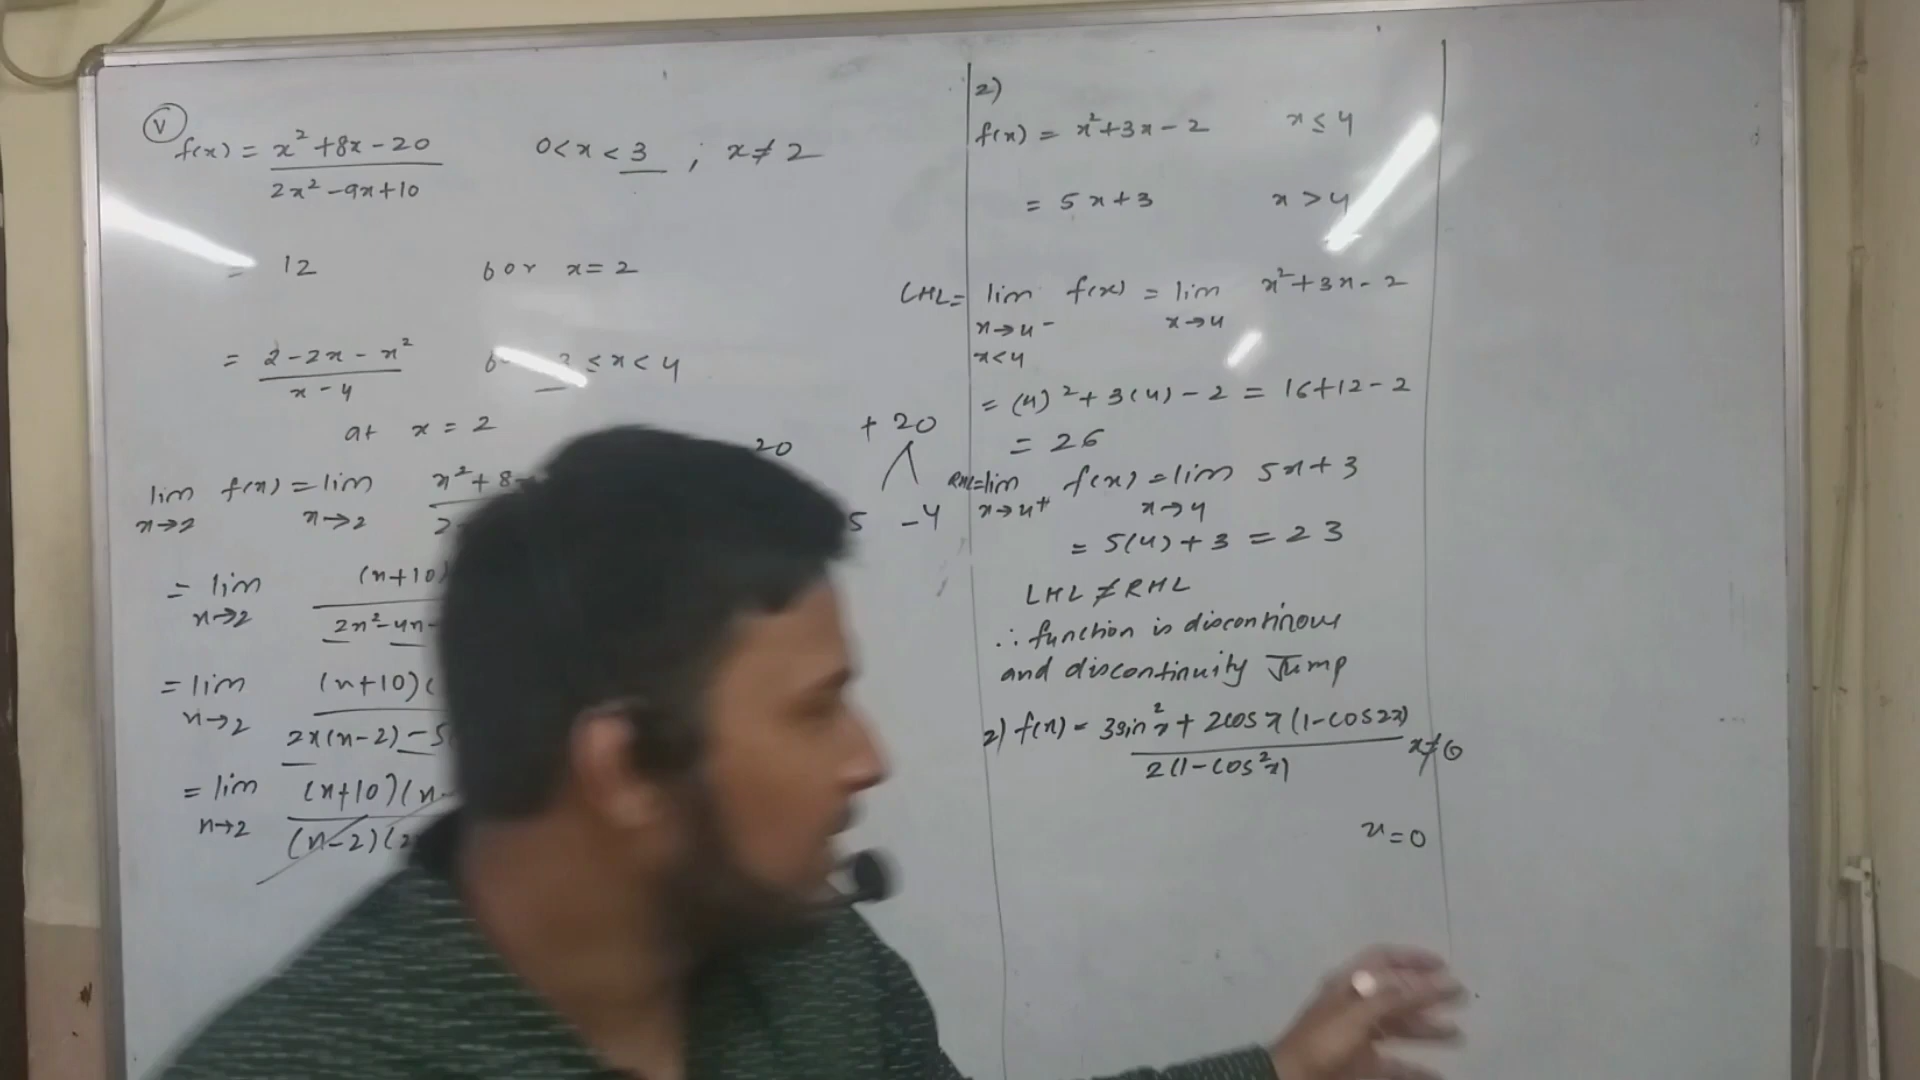 V
f(x) = x² + 8x - 20 / 2x² - 9x + 10    0 < x < 3 ; x ≠ 2
= 12    for x = 2
= 2 - 2x - x² / x - 4    ≤ x < 4
at x = 2
20    + 20
lim x→2 f(x) = lim x→2 x² + 8
5    -4
= lim x→2 (x+10) / 2x² - 4x -
= lim x→2 (x+10)( / 2x(x-2) - 5
= lim x→2 (x+10)(x- / (x-2)(2
2)
f(x) = x² + 3x - 2    x ≤ 4
= 5x + 3    x > 4
LHL = lim x→4⁻ f(x) = lim x→4 x² + 3x - 2
x<4
= (4)² + 3(4) - 2 = 16 + 12 - 2
= 26
RHL = lim x→4⁺ f(x) = lim x→4 5x + 3
= 5(4) + 3 = 23
LHL ≠ RHL
∴ function is discontinous
and discontinuity Jump
2) f(x) = 3sin²x + 2cosx(1-cos2x) / 2(1-cos²x)    x ≠ 0
x = 0